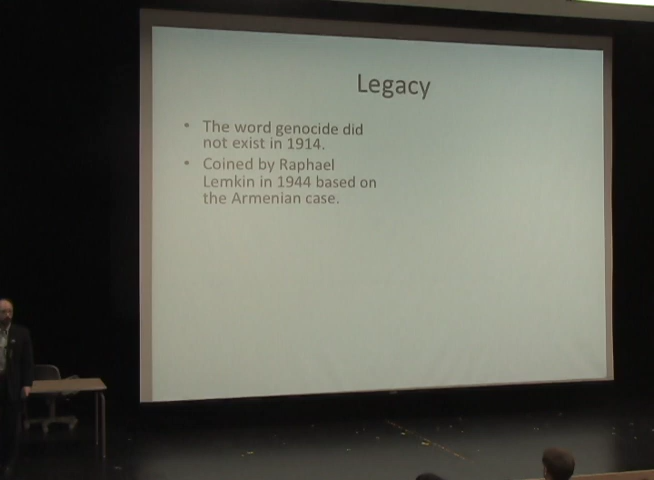 Legacy
• The word genocide did
not exist in 1914.
• Coined by Raphael
Lemkin in 1944 based on
the Armenian case.